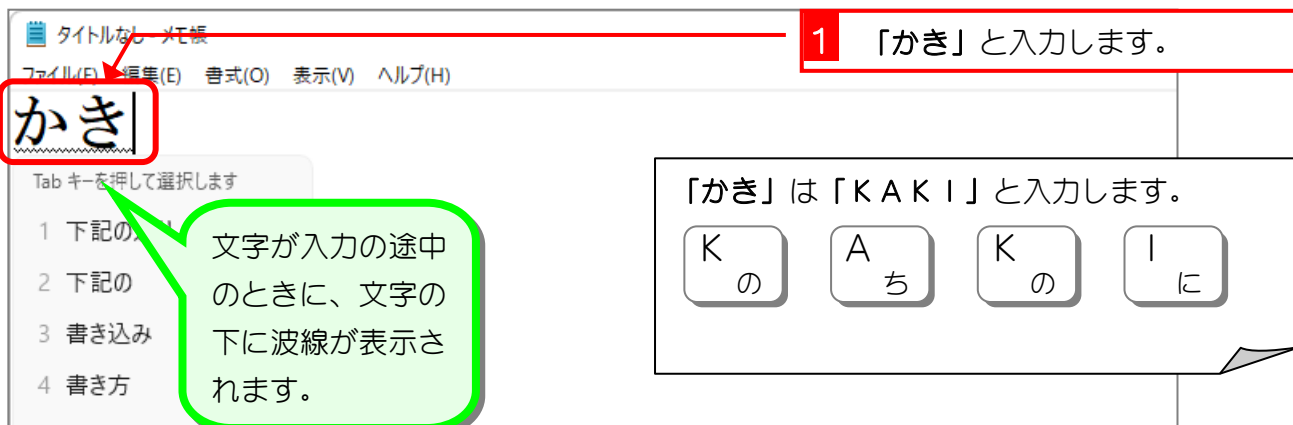 タイトルなし - メモ帳
ファイル(F) 編集(E) 書式(O) 表示(V) ヘルプ(H)
1 「かき」と入力します。
かき
Tab キーを押して選択します
1 下記の
2 下記の
3 書き込み
4 書き方
文字が入力の途中
のときに、文字の
下に波線が表示さ
れます。
「かき」は「ＫＡＫＩ」と入力します。
K の A ち K の I に